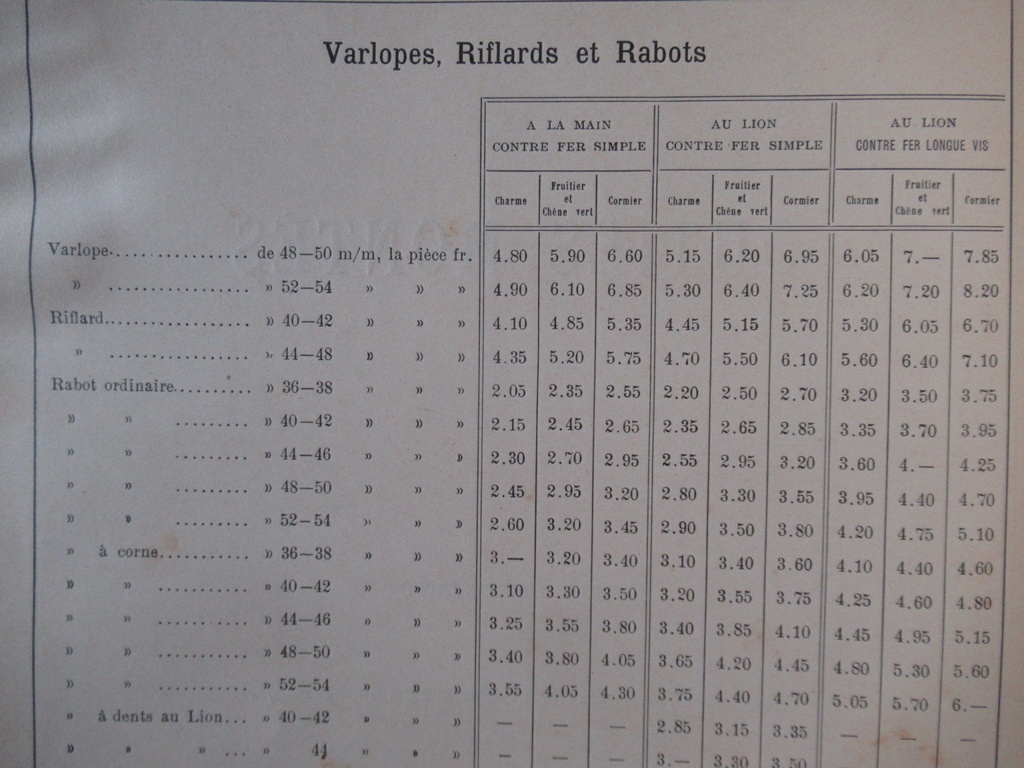 Varlopes, Riflards et Rabots
A LA MAIN CONTRE FER SIMPLE AU LION CONTRE FER SIMPLE AU LION CONTRE FER LONGUE VIS
Charme Fruitier et Chêne vert Cormier Charme Fruitier et Chêne vert Cormier Charme Fruitier et Chêne vert Cormier
Varlope.................. de 48—50 m/m, la pièce fr. 4.80 5.90 6.60 5.15 6.20 6.95 6.05 7.— 7.85
» .................. » 52—54 » » » 4.90 6.10 6.85 5.30 6.40 7.25 6.20 7.20 8.20
Riflard.................. » 40—42 » » » 4.10 4.85 5.35 4.45 5.15 5.70 5.30 6.05 6.70
» .................. » 44—48 » » » 4.35 5.20 5.75 4.70 5.50 6.10 5.60 6.40 7.10
Rabot ordinaire.......... » 36—38 » » » 2.05 2.35 2.55 2.20 2.50 2.70 3.20 3.50 3.75
» » ......... » 40—42 » » » 2.15 2.45 2.65 2.35 2.65 2.85 3.35 3.70 3.95
» » ......... » 44—46 » » » 2.30 2.70 2.95 2.55 2.95 3.20 3.60 4.— 4.25
» » ......... » 48—50 » » » 2.45 2.95 3.20 2.80 3.30 3.55 3.95 4.40 4.70
» » ......... » 52—54 » » » 2.60 3.20 3.45 2.90 3.50 3.80 4.20 4.75 5.10
» à corne........... » 36—38 » » » 3.— 3.20 3.40 3.10 3.40 3.60 4.10 4.40 4.60
» » ........... » 40—42 » » » 3.10 3.30 3.50 3.20 3.55 3.75 4.25 4.60 4.80
» » ........... » 44—46 » » » 3.25 3.55 3.80 3.40 3.85 4.10 4.45 4.95 5.15
» » ........... » 48—50 » » » 3.40 3.80 4.05 3.65 4.20 4.45 4.80 5.30 5.60
» » ........... » 52—54 » » » 3.55 4.05 4.30 3.75 4.40 4.70 5.05 5.70 6.—
» à dents au Lion... » 40—42 » » » — — — 2.85 3.15 3.35 — — —
» » » ... » 44 » » » — — — 3.— 3.30 3.50 — — —